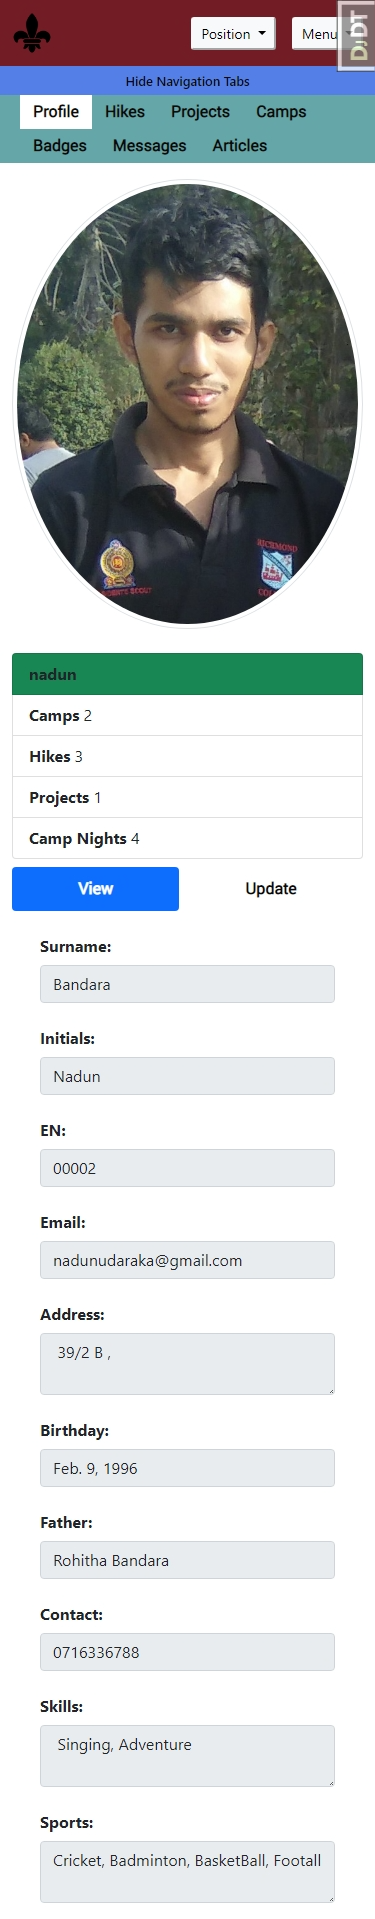 Position
Menu
DjDT
Hide Navigation Tabs
Profile Hikes Projects Camps
Badges Messages Articles
RICHMOND
nadun
Camps 2
Hikes 3
Projects 1
Camp Nights 4
View Update
Surname:
Bandara
Initials:
Nadun
EN:
00002
Email:
nadunudaraka@gmail.com
Address:
39/2 B ,
Birthday:
Feb. 9, 1996
Father:
Rohitha Bandara
Contact:
0716336788
Skills:
Singing, Adventure
Sports:
Cricket, Badminton, BasketBall, Footall